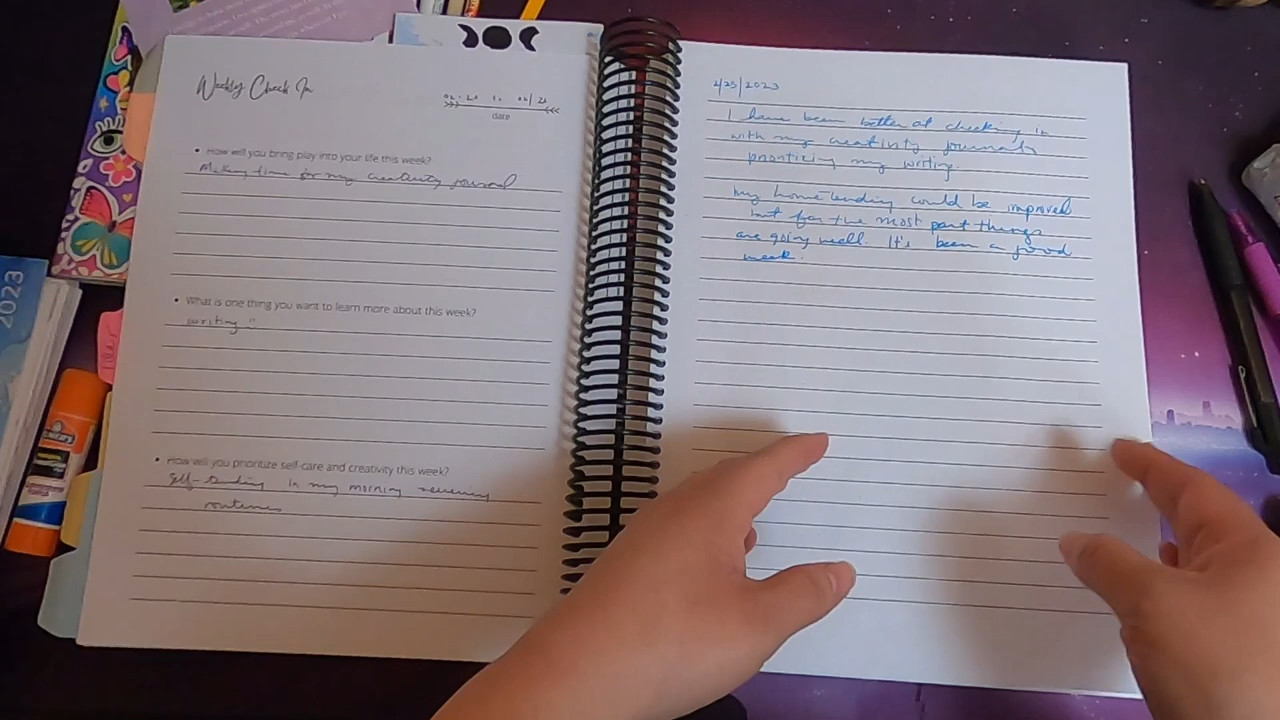 Weekly Check In
date
• How will you bring play into your life this week?
Making time for my creativity journal
• What is one thing you want to learn more about this week?
writing
• How will you prioritize self-care and creativity this week?
Self-tending in my morning evening
routines
2/25/2023
I have been better at checking in
with my creativity journal
prioritizing my writing.
my home-tending could be improved
but for the most part things
are going well. It's been a good
week.
2023
Elmer's